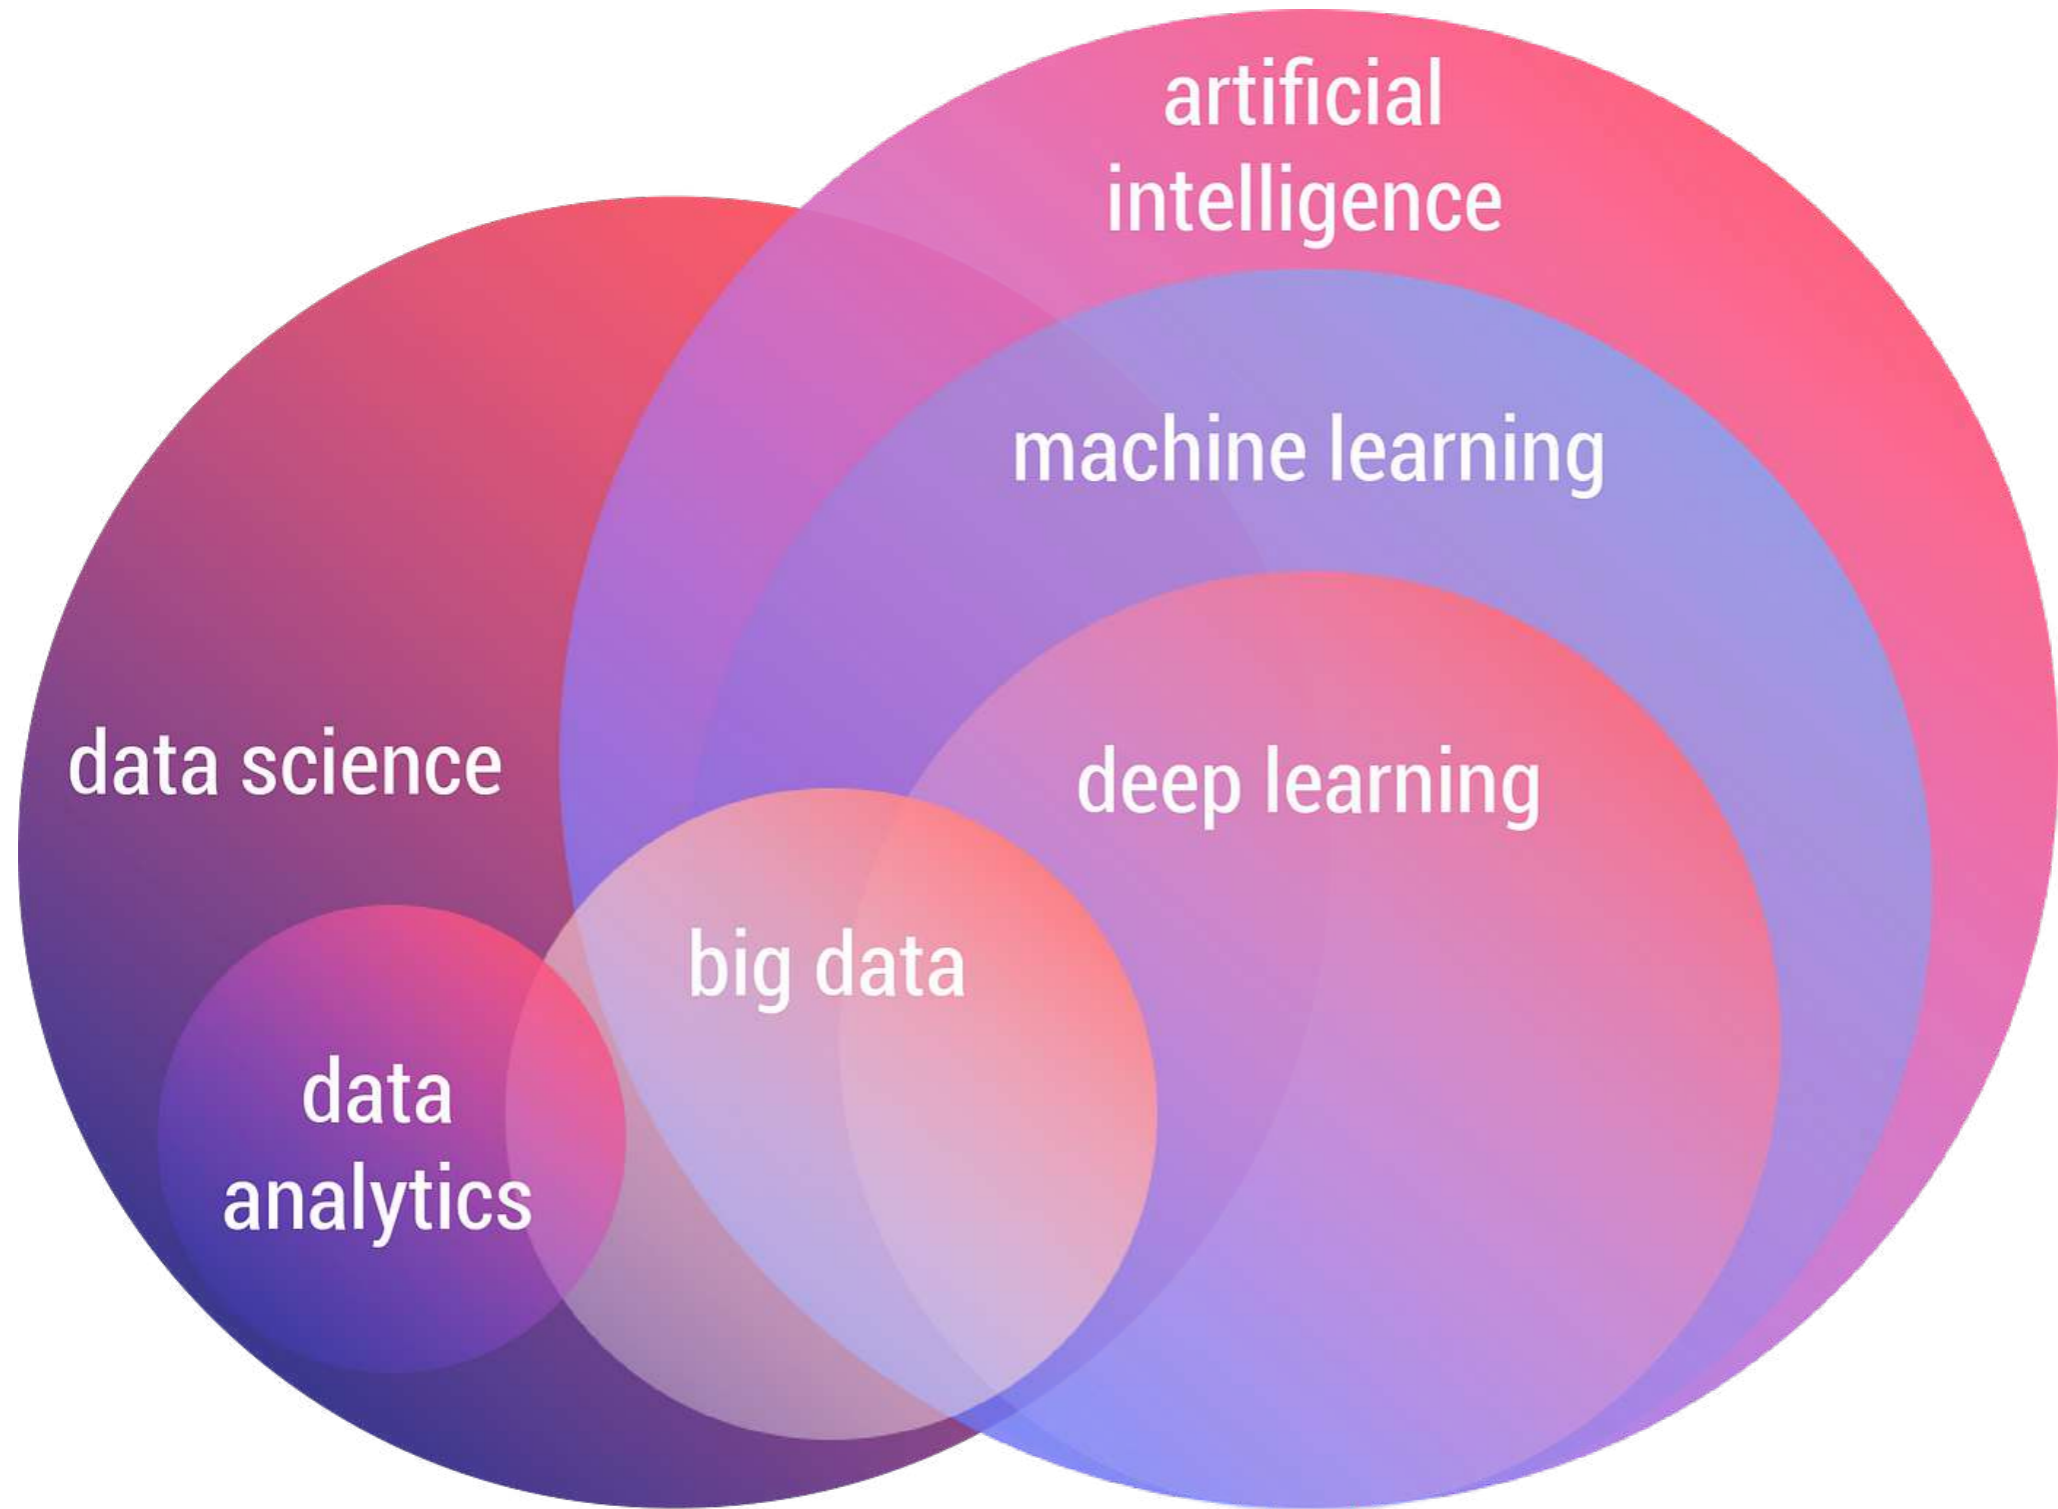 artificial
intelligence
machine learning
data science
deep learning
big data
data
analytics